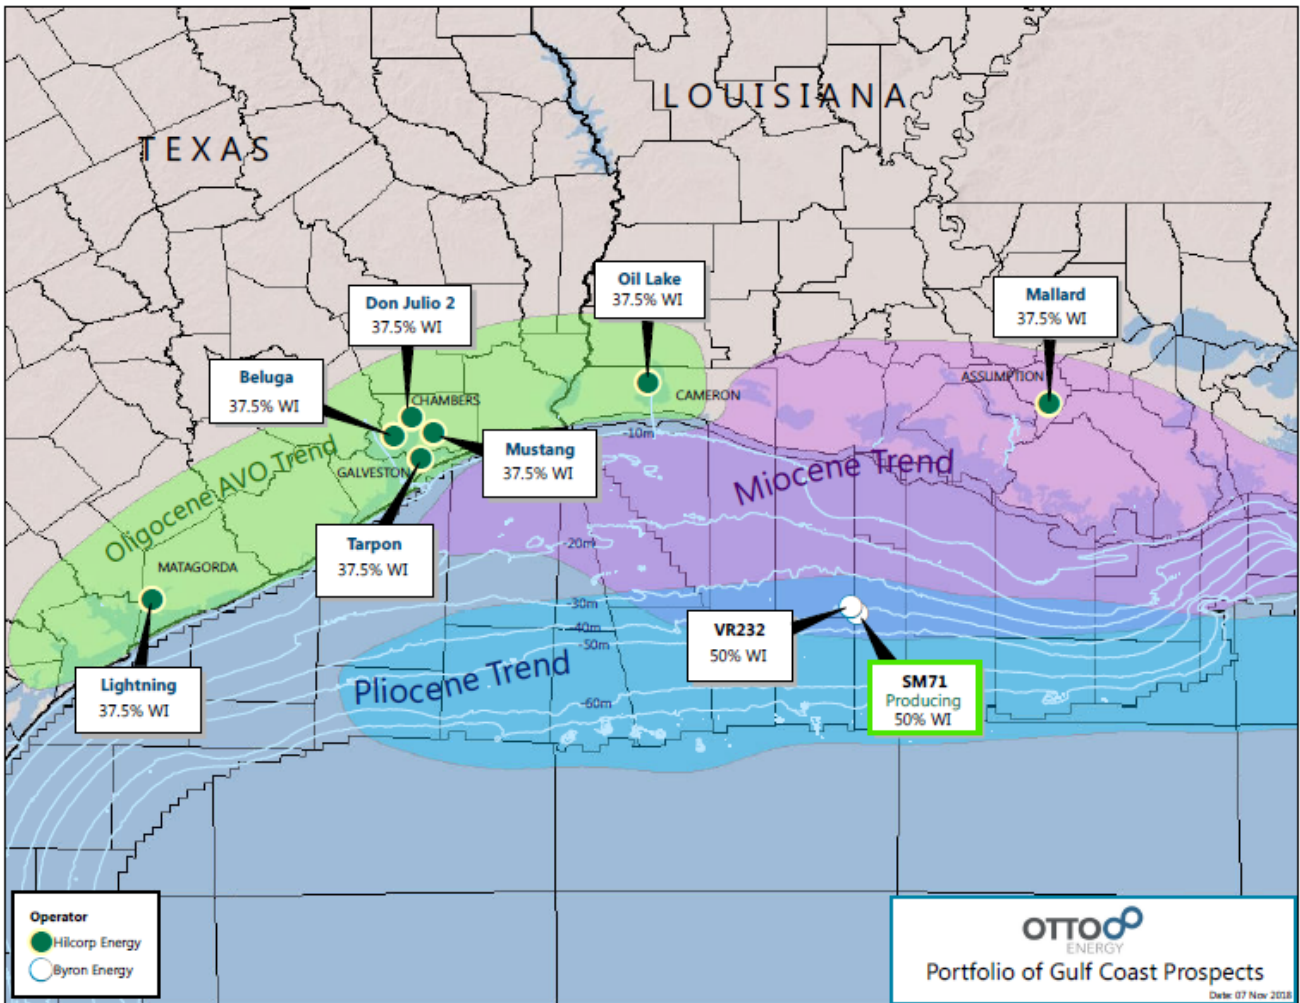 LOUISIANA
TEXAS
Oil Lake
37.5% WI
Don Julio 2
37.5% WI
Mallard
37.5% WI
Beluga
37.5% WI
CHAMBERS
CAMERON
ASSUMPTION
Mustang
37.5% WI
GALVESTON
-10m
Oligocene AVO Trend
Miocene Trend
Tarpon
37.5% WI
-20m
MATAGORDA
-30m
-40m
-50m
VR232
50% WI
Pliocene Trend
-60m
Lightning
37.5% WI
SM71
Producing
50% WI
Operator
Hilcorp Energy
Byron Energy
OTTO
ENERGY
Portfolio of Gulf Coast Prospects
Date: 07 Nov 2018